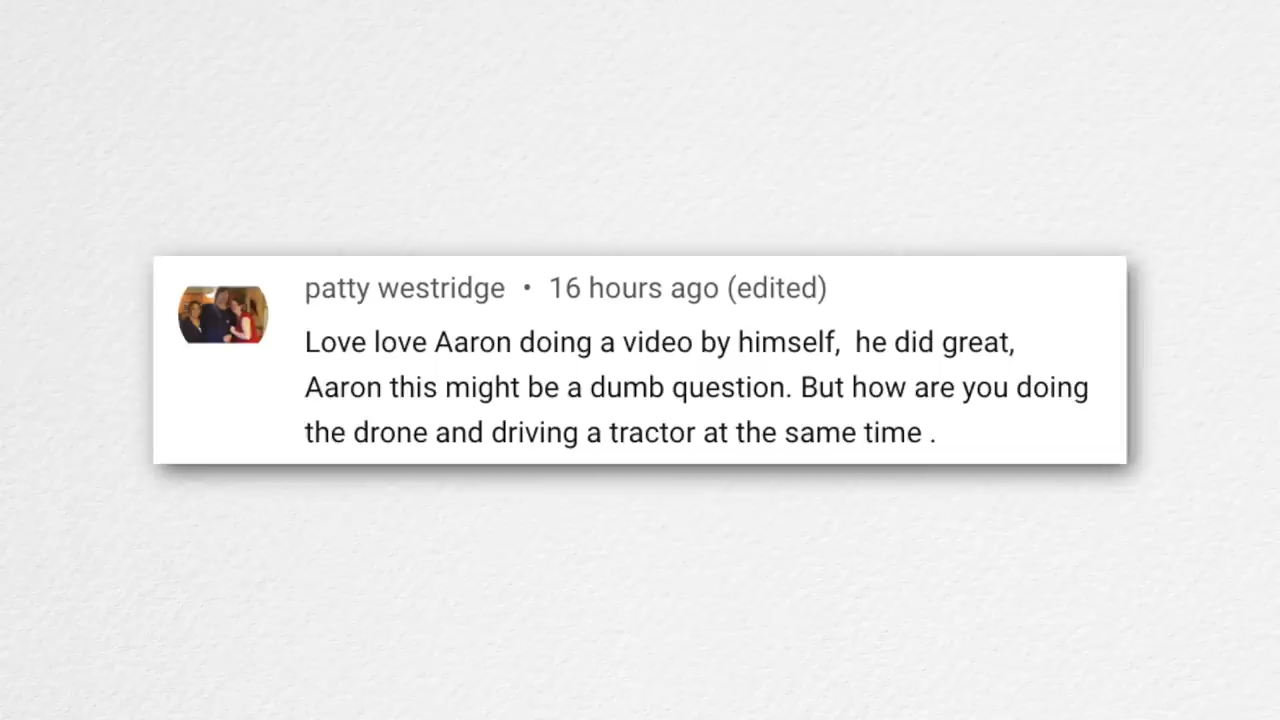 patty westridge • 16 hours ago (edited)
Love love Aaron doing a video by himself,  he did great,
Aaron this might be a dumb question. But how are you doing
the drone and driving a tractor at the same time .